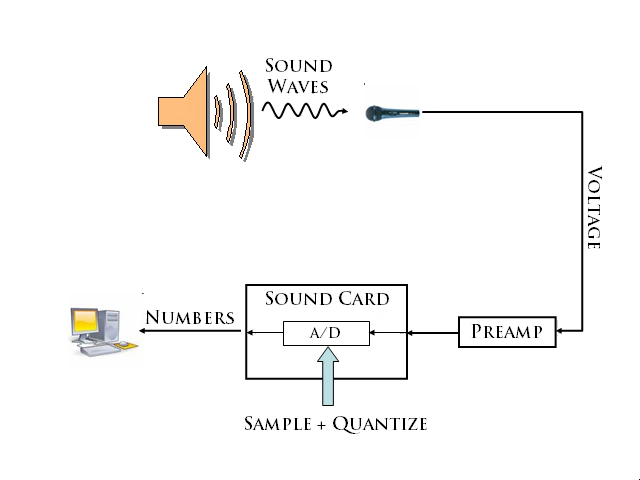 SOUND
WAVES
VOLTAGE
SOUND CARD
NUMBERS
A/D
PREAMP
SAMPLE + QUANTIZE